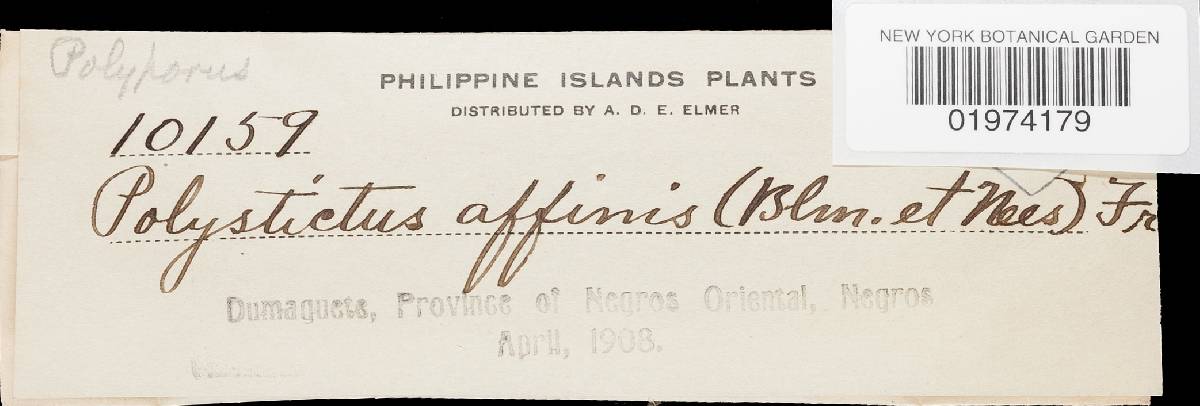 Polyporus
PHILIPPINE ISLANDS PLANTS
DISTRIBUTED BY A. D. E. ELMER
NEW YORK BOTANICAL GARDEN
01974179
10159
Polystictus affinis (Blm. et Nees) Fr
Dumaguete, Province of Negros Oriental, Negros
April, 1908.